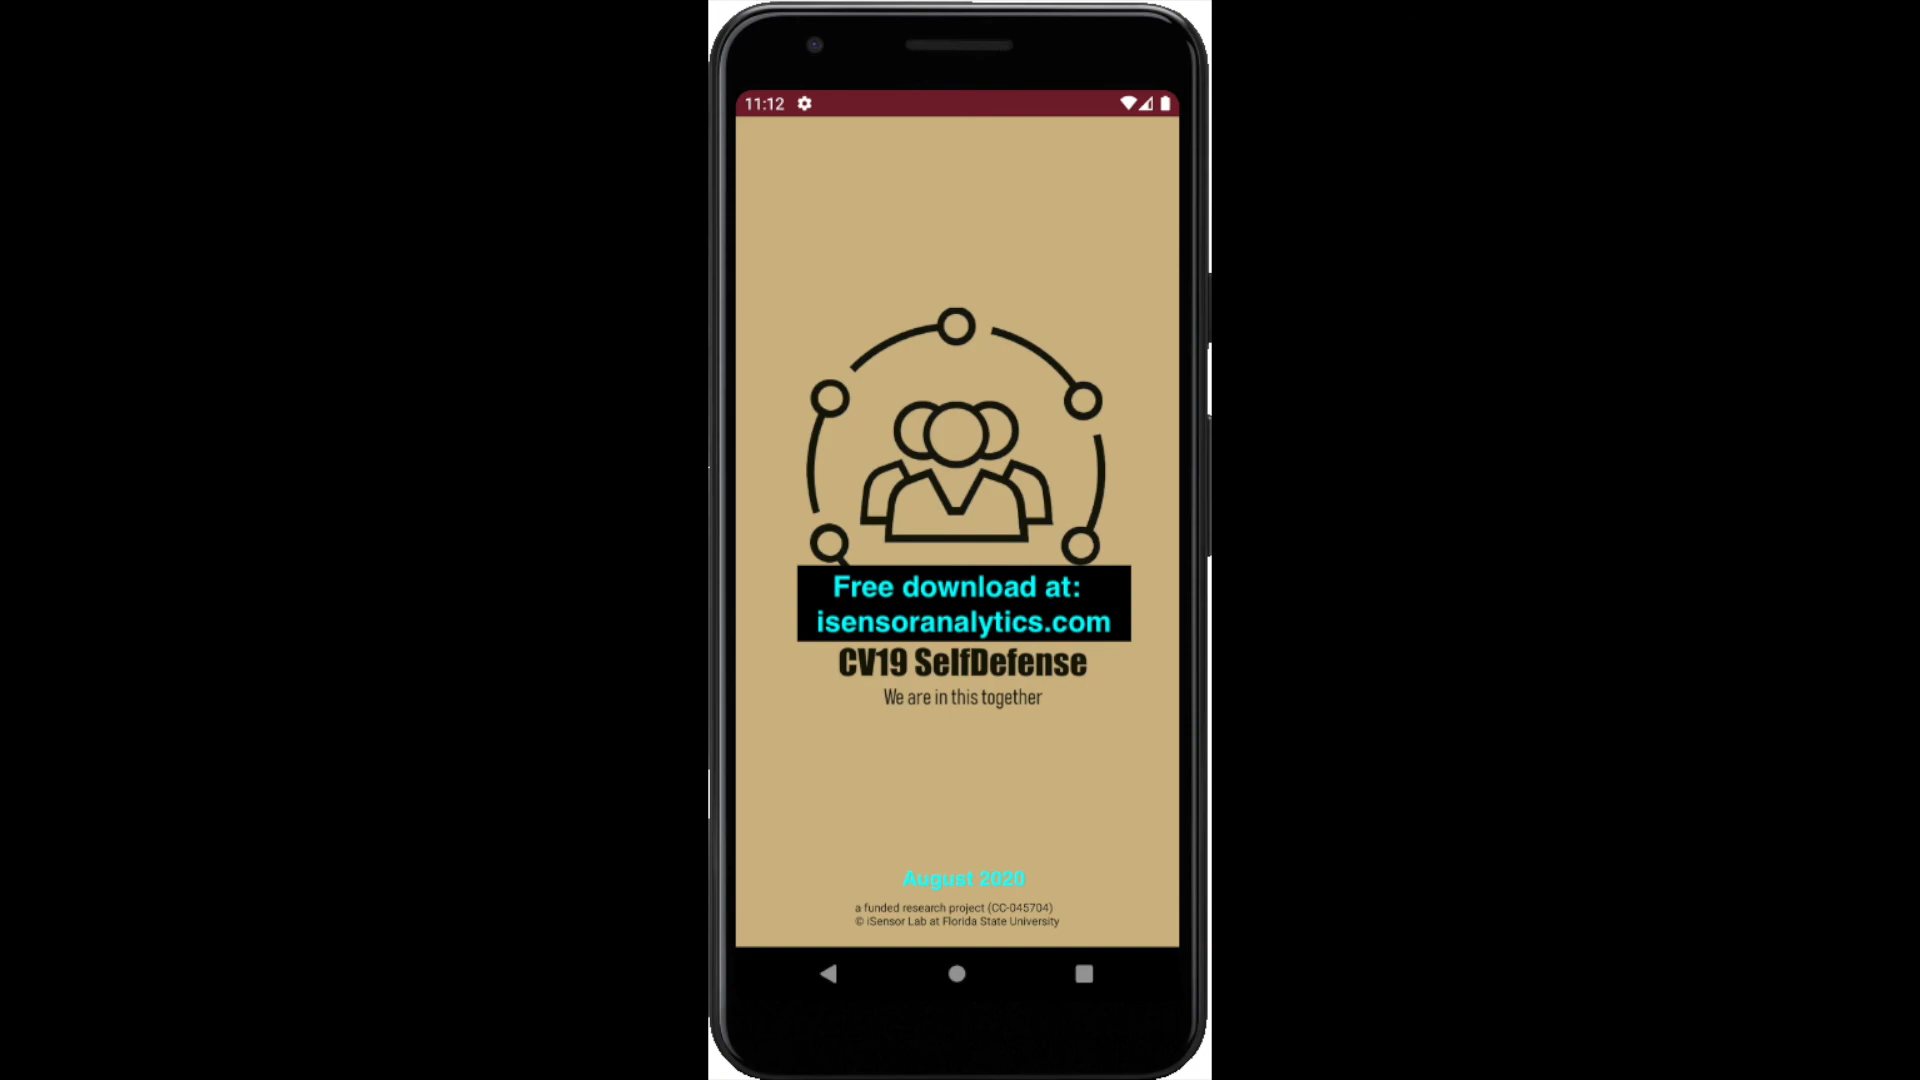 11:12
Free download at:
isensoranalytics.com
CV19 SelfDefense
We are in this together
August 2020
a funded research project (CC-045704)
© iSensor Lab at Florida State University